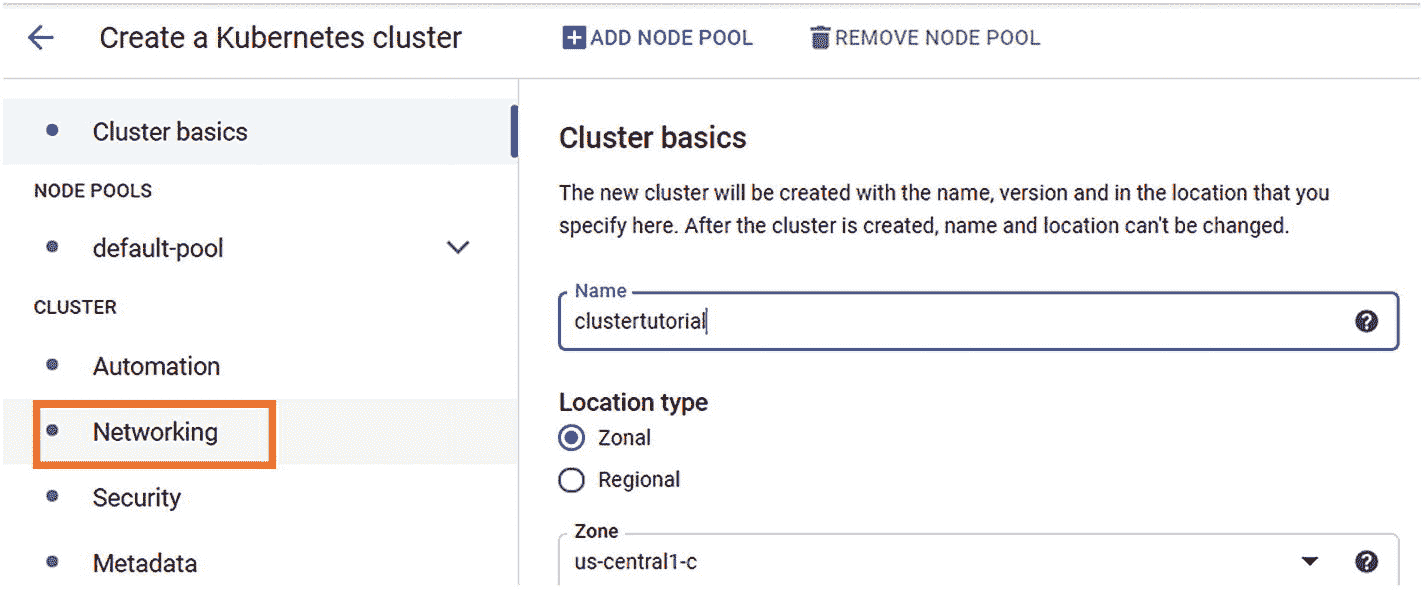 Create a Kubernetes cluster
ADD NODE POOL
REMOVE NODE POOL
Cluster basics
NODE POOLS
default-pool
CLUSTER
Automation
Networking
Security
Metadata
Cluster basics
The new cluster will be created with the name, version and in the location that you
specify here. After the cluster is created, name and location can't be changed.
Name
clustertutorial
Location type
Zonal
Regional
Zone
us-central1-c